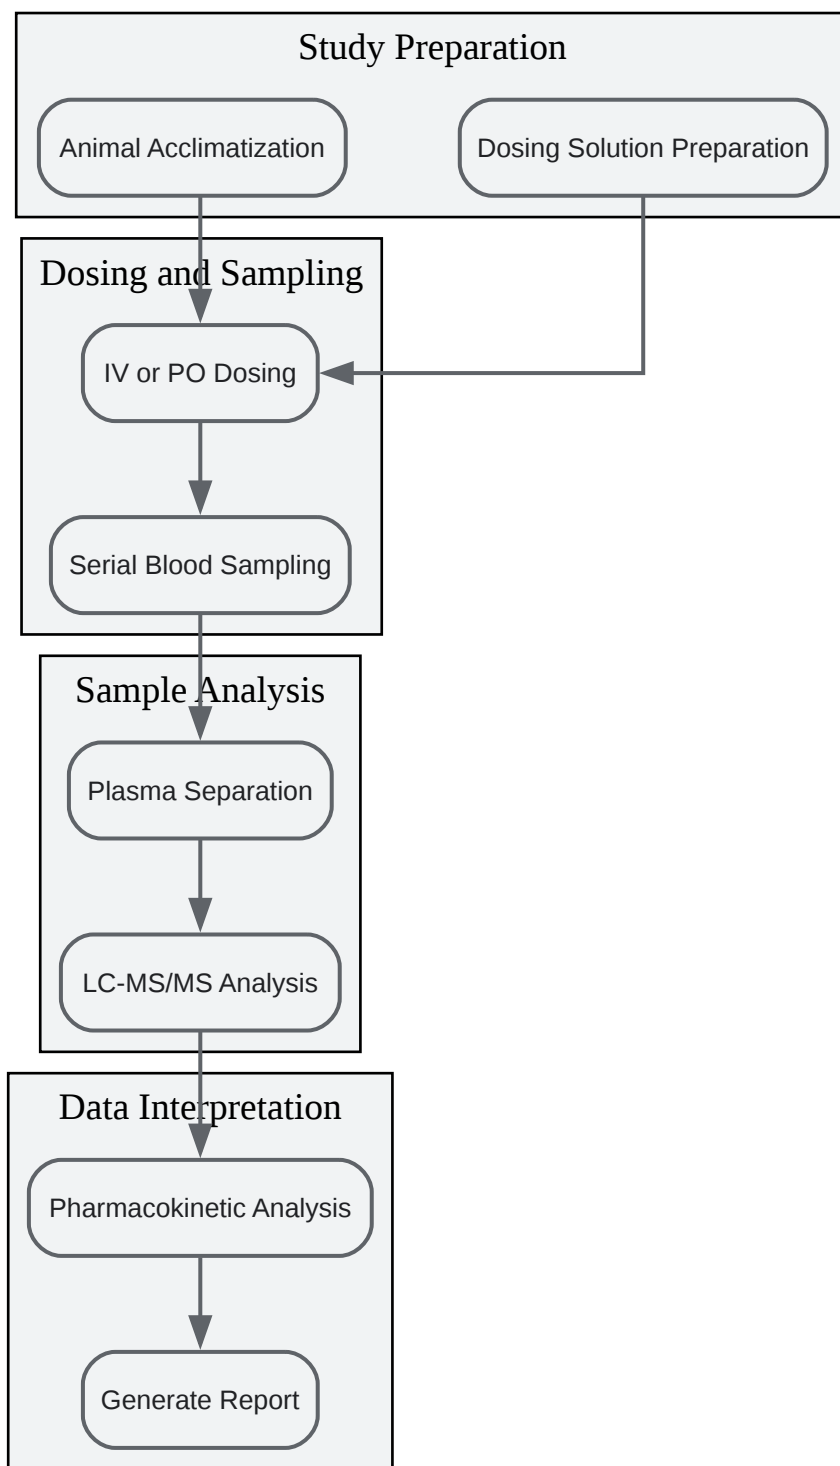 Study Preparation
Animal Acclimatization
Dosing Solution Preparation
Dosing and Sampling
IV or PO Dosing
Serial Blood Sampling
Sample Analysis
Plasma Separation
LC-MS/MS Analysis
Data Interpretation
Pharmacokinetic Analysis
Generate Report